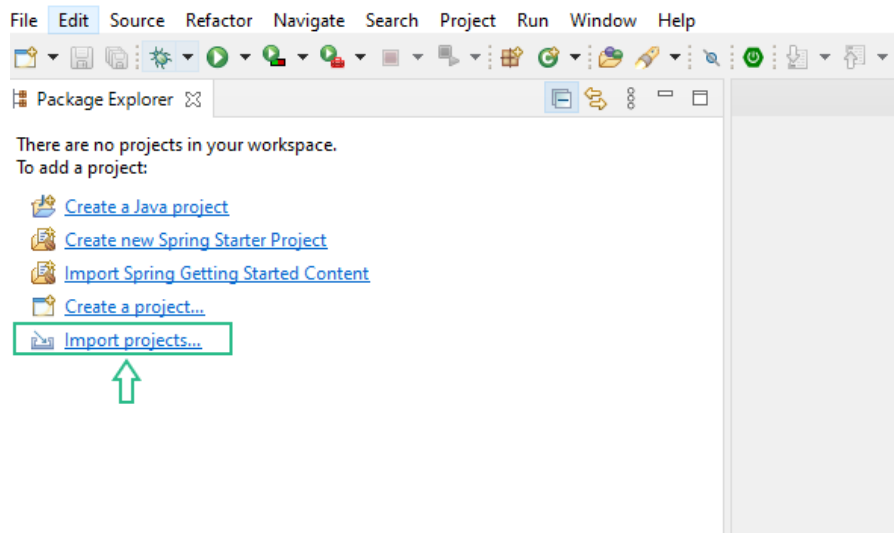 File Edit Source Refactor Navigate Search Project Run Window Help
Package Explorer
There are no projects in your workspace.
To add a project:
Create a Java project
Create new Spring Starter Project
Import Spring Getting Started Content
Create a project...
Import projects...